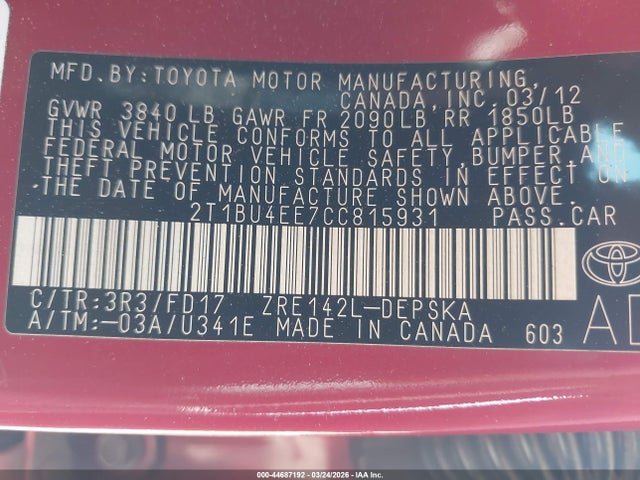 MFD.BY:TOYOTA MOTOR MANUFACTURING,
CANADA,INC. 03/12
GVWR 3840LB GAWR FR 2090LB RR 1850LB
THIS VEHICLE CONFORMS TO ALL APPLICABLE
FEDERAL MOTOR VEHICLE SAFETY,BUMPER,AND
THEFT PREVENTION STANDARDS IN EFFECT ON
THE DATE OF MANUFACTURE SHOWN ABOVE.
2T1BU4EE7CC815931 PASS.CAR
C/TR:3R3/FD17 ZRE142L-DEPSKA
A/TM:-03A/U341E MADE IN CANADA 603
000-44687192 - 03/24/2026 - IAA Inc.